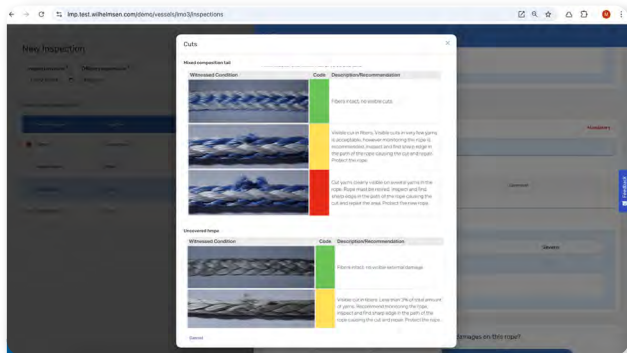 lmp.test.wilhelmsen.com/demo/vessels/imo3/inspections
New Inspection
Cuts
Mixed composition tail
Witnessed Condition Code Description/Recommendation
Fibers intact, no visible cuts.
Visible cut in fibers. Visible cuts in very few yarns
is acceptable, however monitoring the rope is
recommended, inspect and find sharp edge in
the path of the rope causing the cut and repair.
Protect the rope.
Cut yarns clearly visible on several yarns in the
rope. Rope must be retired. Inspect and find
sharp edge in the path of the rope causing the
cut and repair the area. Protect the new rope.
Uncovered hmpe
Witnessed Condition Code Description/Recommendation
Fibers intact, no visible external damage.
Visible cut in fibers. Less than 5% of total amount
of yarns. Recommend monitoring the rope,
inspect and find sharp edge in the path of the
rope causing the cut and repair. Protect the rope.
Cancel
Feedback
damages on this rope?